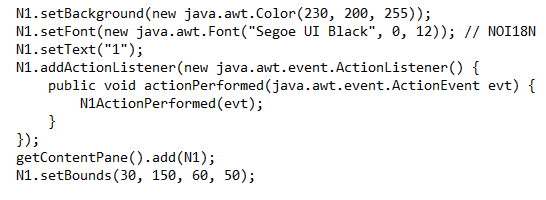 N1.setBackground(new java.awt.Color(230, 200, 255));
N1.setFont(new java.awt.Font("Segoe UI Black", 0, 12)); // NOI18N
N1.setText("1");
N1.addActionListener(new java.awt.event.ActionListener() {
    public void actionPerformed(java.awt.event.ActionEvent evt) {
        N1ActionPerformed(evt);
    }
});
getContentPane().add(N1);
N1.setBounds(30, 150, 60, 50);